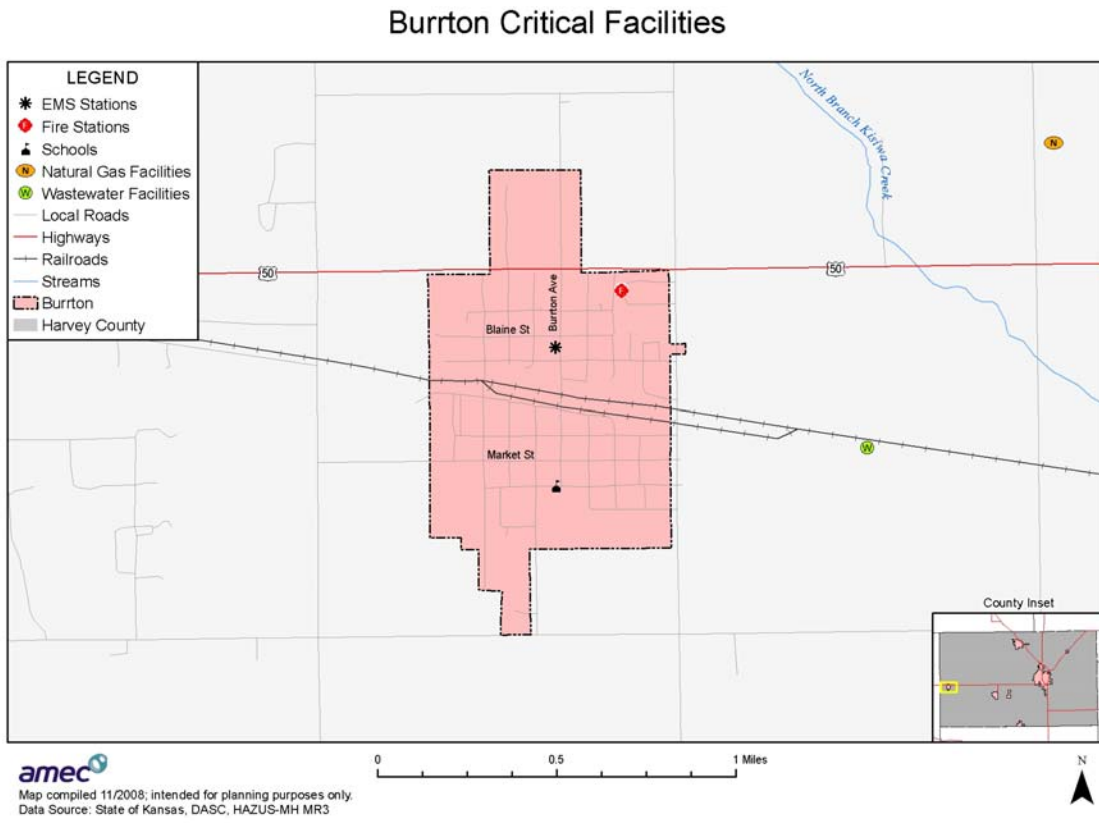 Burrton Critical Facilities
LEGEND
EMS Stations
F Fire Stations
Schools
N Natural Gas Facilities
W Wastewater Facilities
Local Roads
Highways
Railroads
Streams
Burrton
Harvey County
North Branch Kisiwa Creek
N
50
50
F
Burrton Ave
Blaine St
W
Market St
County Inset
amec
0 0.5 1 Miles
N
Map compiled 11/2008; intended for planning purposes only.
Data Source: State of Kansas, DASC, HAZUS-MH MR3